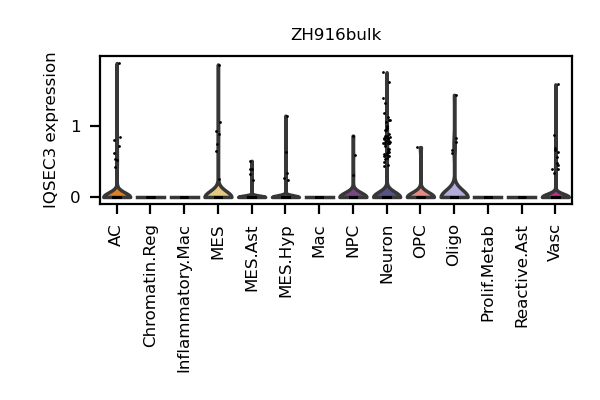 ZH916bulk
IQSEC3 expression
1
0
AC
Chromatin.Reg
Inflammatory.Mac
MES
MES.Ast
MES.Hyp
Mac
NPC
Neuron
OPC
Oligo
Prolif.Metab
Reactive.Ast
Vasc